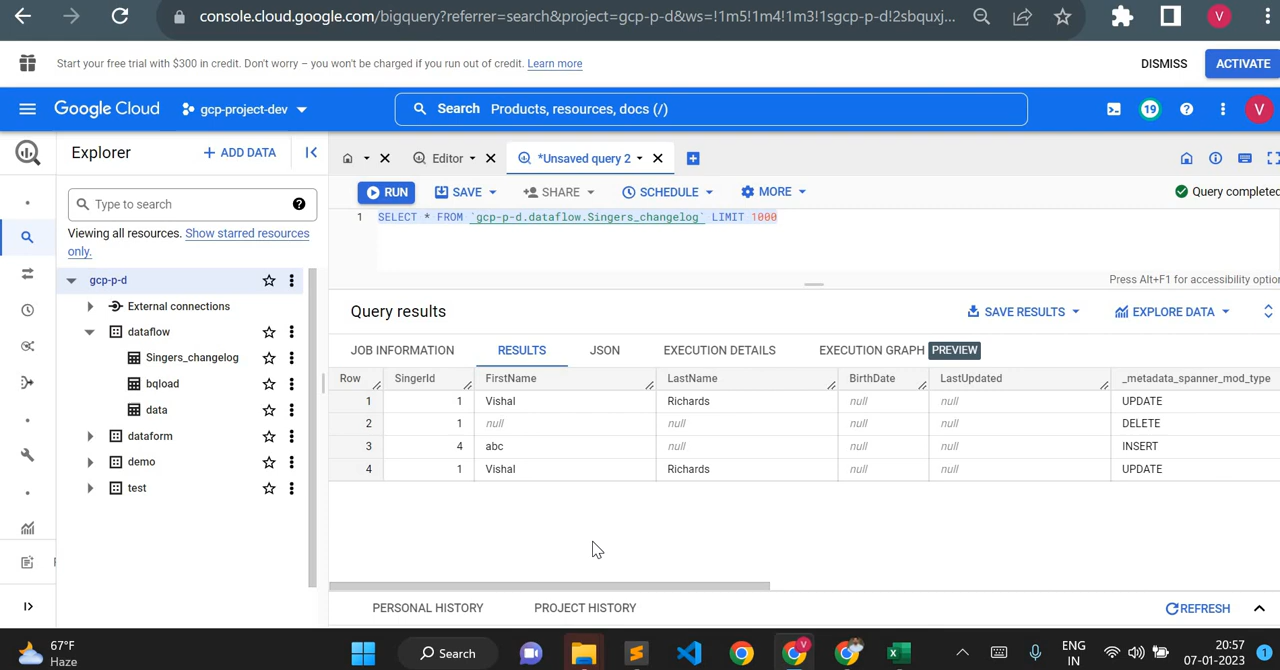 console.cloud.google.com/bigquery?referrer=search&project=gcp-p-d&ws=!1m5!1m4!1m3!1sgcp-p-d!2sbquxj...
V
Start your free trial with $300 in credit. Don't worry – you won't be charged if you run out of credit. Learn more
DISMISS
ACTIVATE
Google Cloud
gcp-project-dev
Search Products, resources, docs (/)
19
V
Explorer
+ ADD DATA
Editor
*Unsaved query 2
RUN
SAVE
SHARE
SCHEDULE
MORE
Query completed
Type to search
1 SELECT * FROM `gcp-p-d.dataflow.Singers_changelog` LIMIT 1000
Viewing all resources. Show starred resources
only.
Press Alt+F1 for accessibility option
gcp-p-d
External connections
dataflow
Singers_changelog
bqload
data
dataform
demo
test
Query results
SAVE RESULTS
EXPLORE DATA
JOB INFORMATION
RESULTS
JSON
EXECUTION DETAILS
EXECUTION GRAPH PREVIEW
Row SingerId FirstName LastName BirthDate LastUpdated _metadata_spanner_mod_type
1 1 Vishal Richards null null UPDATE
2 1 null null null null DELETE
3 4 abc null null null INSERT
4 1 Vishal Richards null null UPDATE
PERSONAL HISTORY
PROJECT HISTORY
REFRESH
67°F
Haze
Search
ENG
IN
20:57
07-01-2023
1